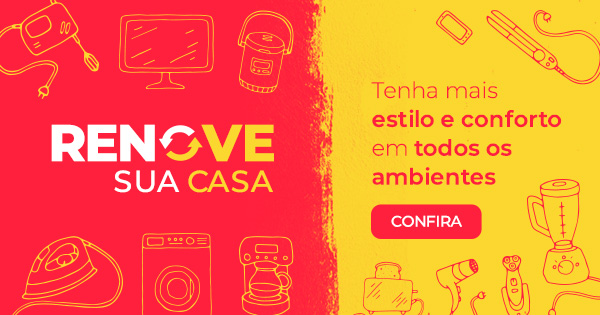 RENOVE
SUA CASA
Tenha mais
estilo e conforto
em todos os
ambientes
CONFIRA